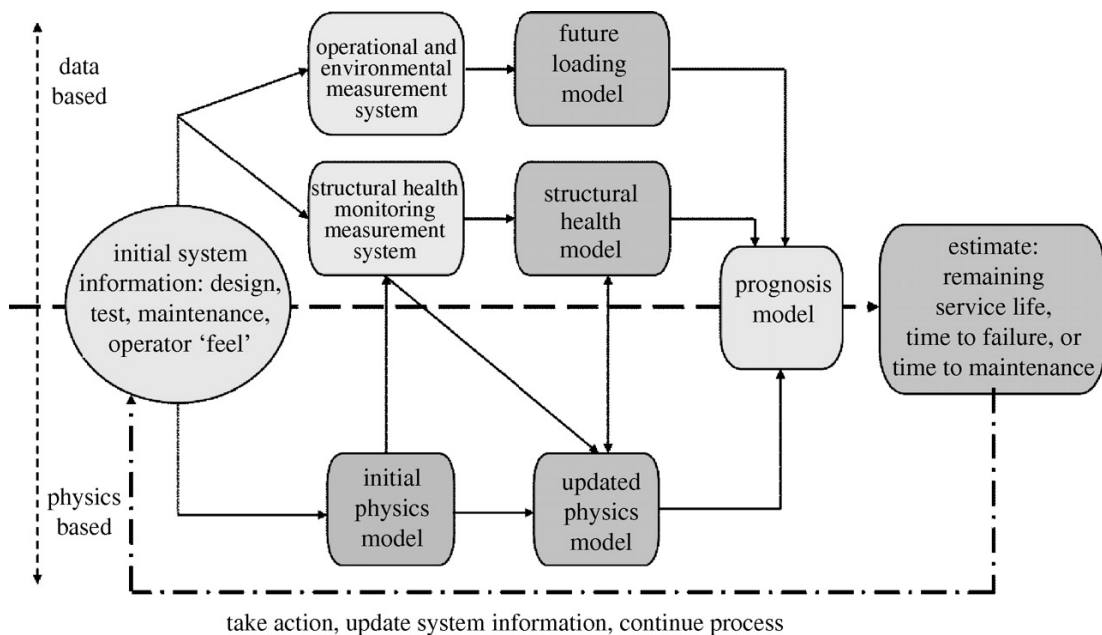 data
based
operational and
environmental
measurement
system
future
loading
model
structural health
monitoring
measurement
system
structural
health
model
initial system
information: design,
test, maintenance,
operator ‘feel’
prognosis
model
estimate:
remaining
service life,
time to failure, or
time to maintenance
physics
based
initial
physics
model
updated
physics
model
take action, update system information, continue process